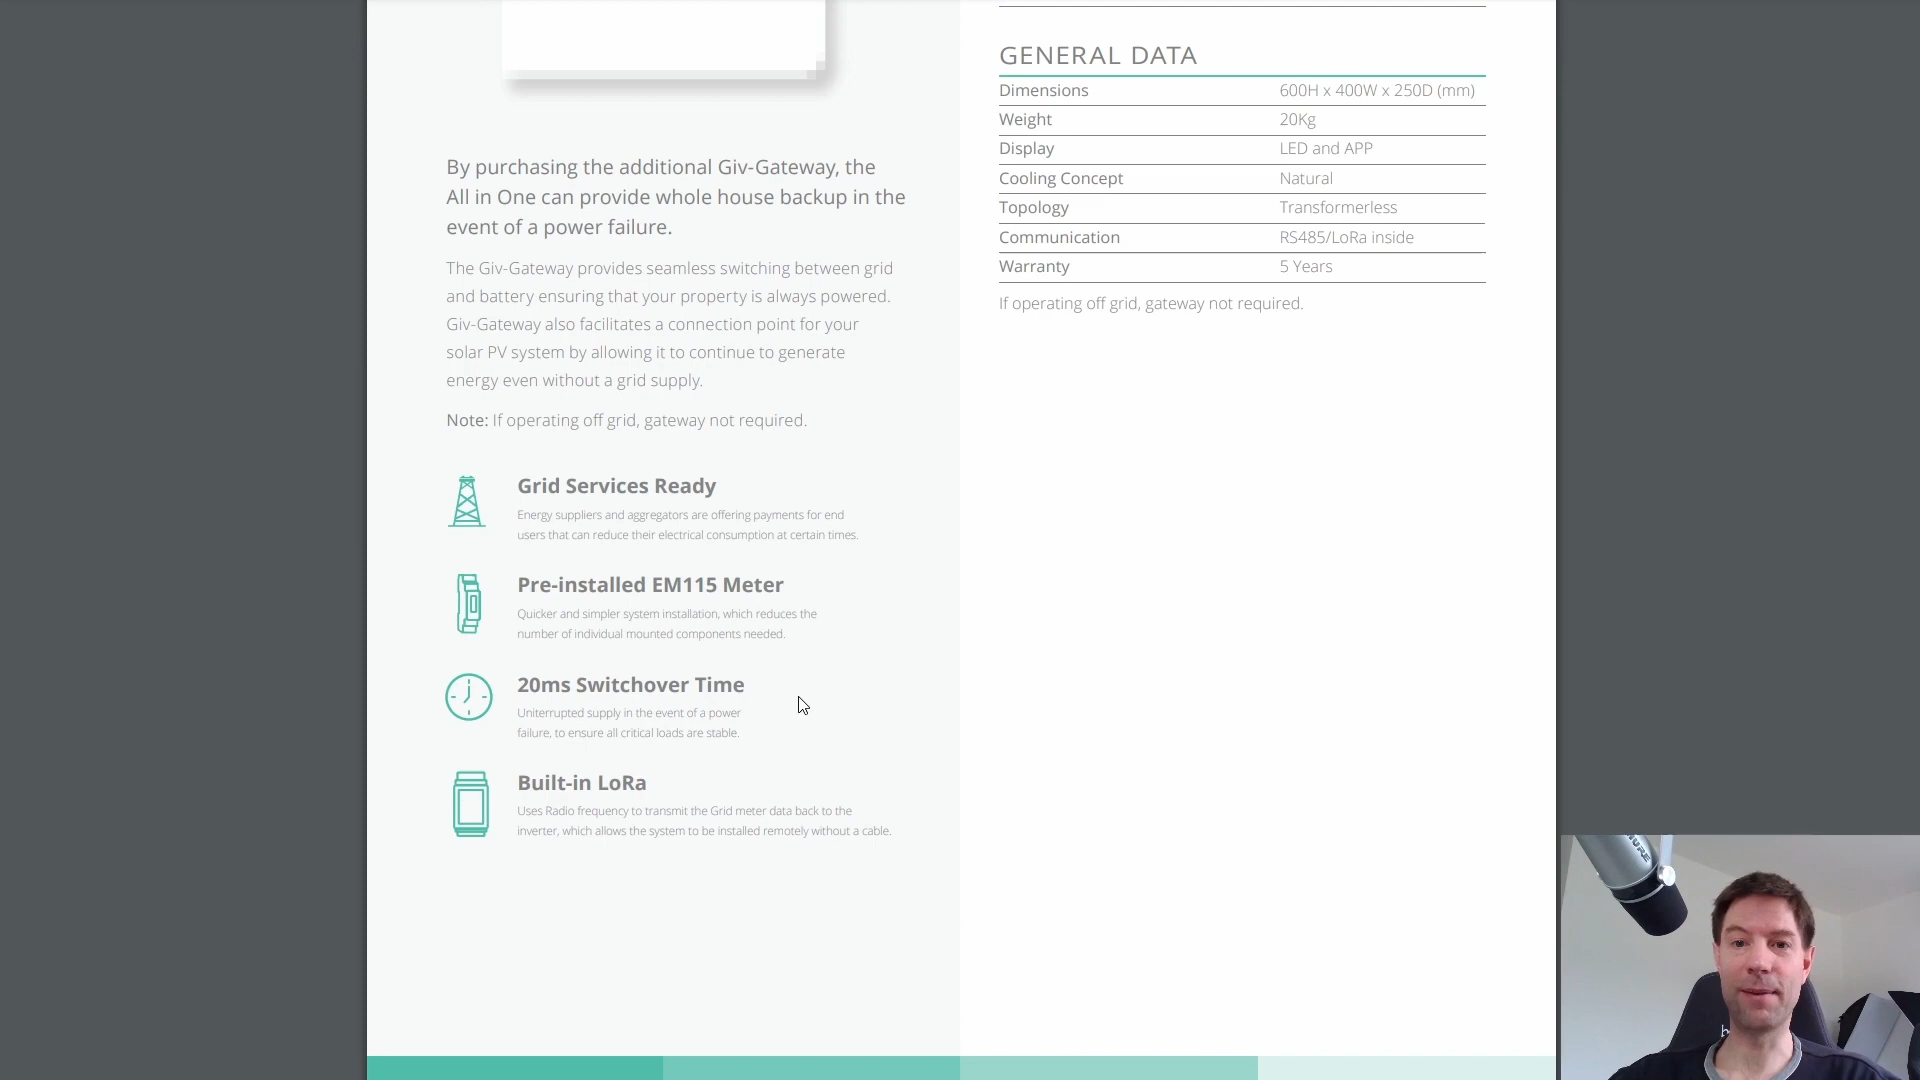 By purchasing the additional Giv-Gateway, the
All in One can provide whole house backup in the
event of a power failure.
The Giv-Gateway provides seamless switching between grid
and battery ensuring that your property is always powered.
Giv-Gateway also facilitates a connection point for your
solar PV system by allowing it to continue to generate
energy even without a grid supply.
Note: If operating off grid, gateway not required.
Grid Services Ready
Energy suppliers and aggregators are offering payments for end
users that can reduce their electrical consumption at certain times.
Pre-installed EM115 Meter
Quicker and simpler system installation, which reduces the
number of individual mounted components needed.
20ms Switchover Time
Uniterrupted supply in the event of a power
failure, to ensure all critical loads are stable.
Built-in LoRa
Uses Radio frequency to transmit the Grid meter data back to the
inverter, which allows the system to be installed remotely without a cable.
GENERAL DATA
Dimensions 600H x 400W x 250D (mm)
Weight 20Kg
Display LED and APP
Cooling Concept Natural
Topology Transformerless
Communication RS485/LoRa inside
Warranty 5 Years
If operating off grid, gateway not required.